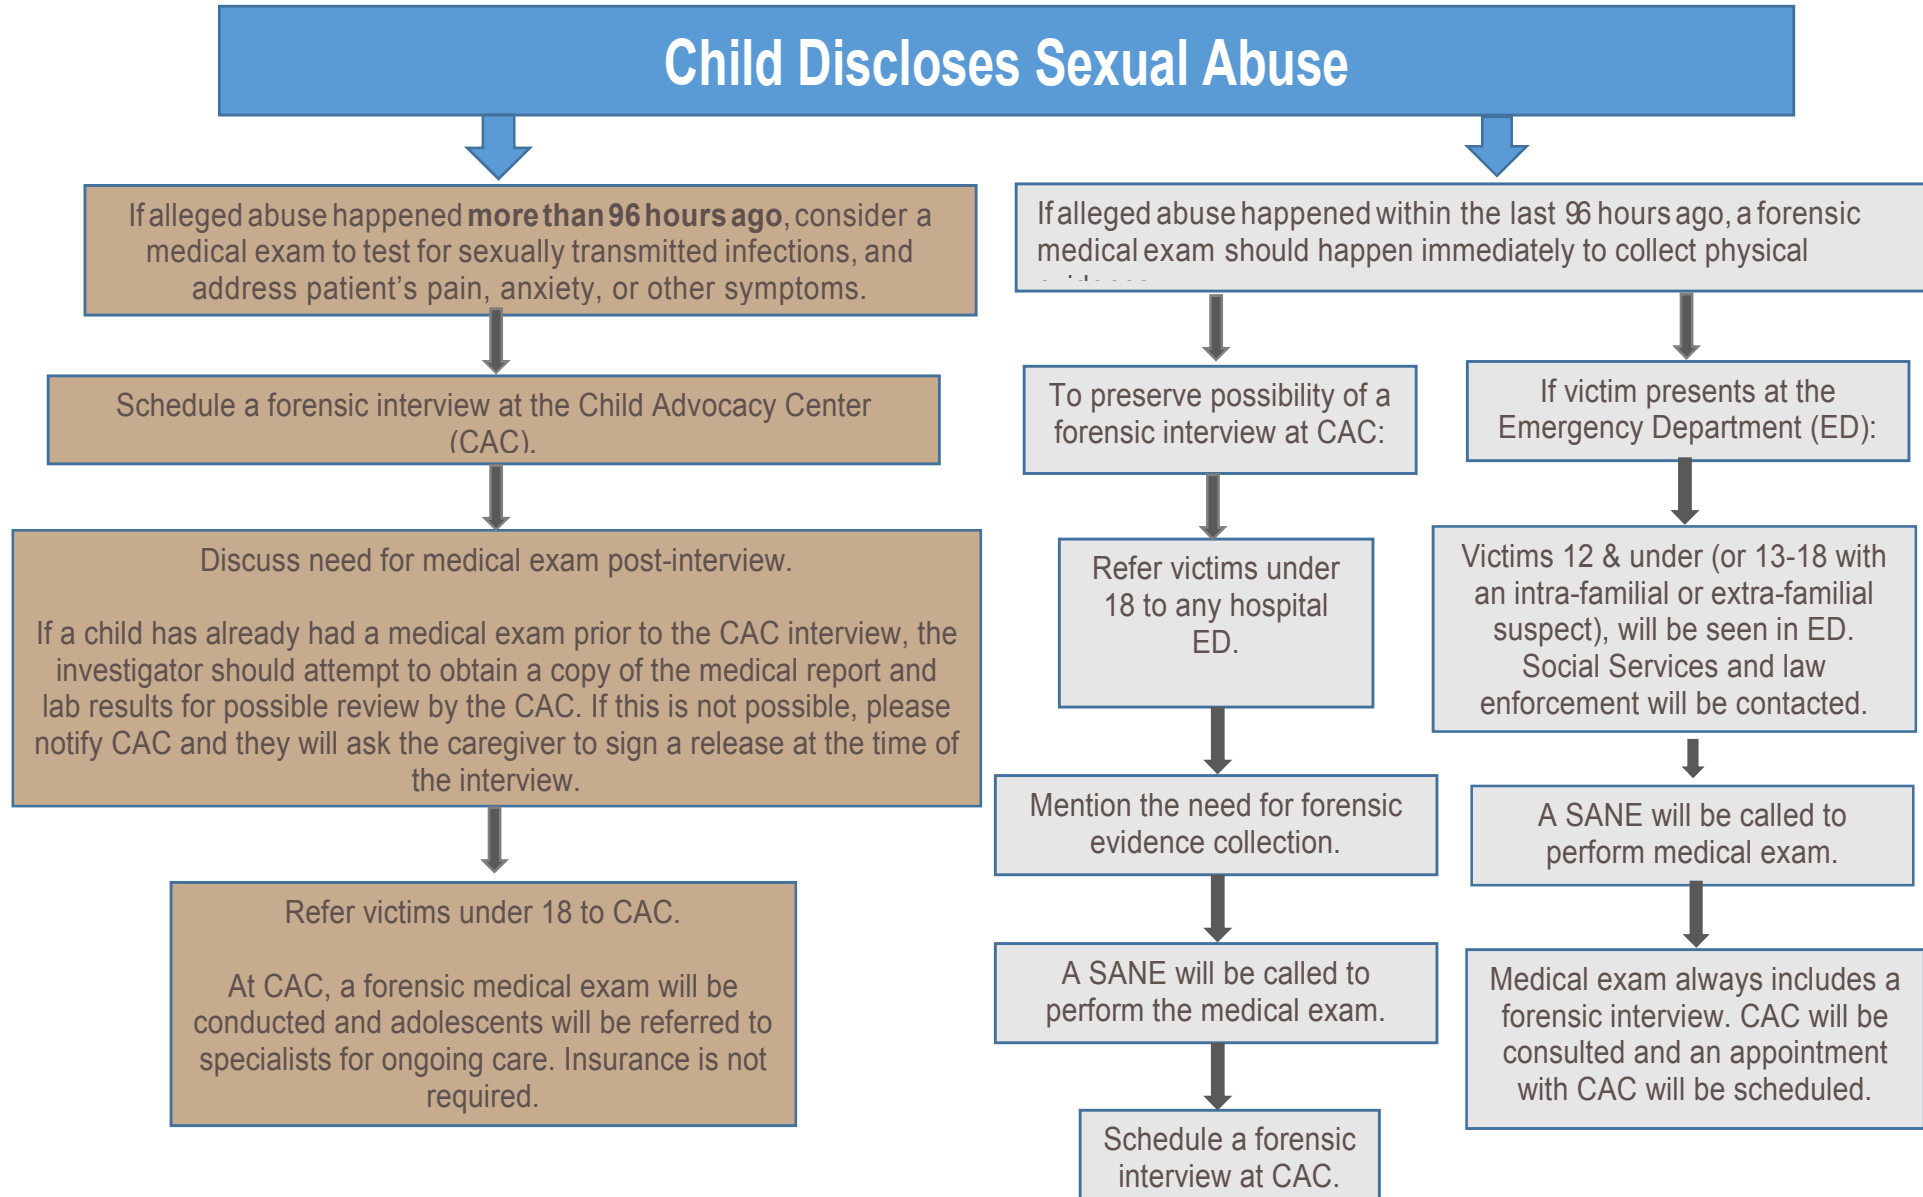 Child Discloses Sexual Abuse
If alleged abuse happened more than 96 hours ago, consider a
medical exam to test for sexually transmitted infections, and
address patient's pain, anxiety, or other symptoms.
Schedule a forensic interview at the Child Advocacy Center
(CAC).
Discuss need for medical exam post-interview.
If a child has already had a medical exam prior to the CAC interview, the
investigator should attempt to obtain a copy of the medical report and
lab results for possible review by the CAC. If this is not possible, please
notify CAC and they will ask the caregiver to sign a release at the time of
the interview.
Refer victims under 18 to CAC.
At CAC, a forensic medical exam will be
conducted and adolescents will be referred to
specialists for ongoing care. Insurance is not
required.
If alleged abuse happened within the last 96 hours ago, a forensic
medical exam should happen immediately to collect physical
To preserve possibility of a
forensic interview at CAC:
Refer victims under
18 to any hospital
ED.
Mention the need for forensic
evidence collection.
A SANE will be called to
perform the medical exam.
Schedule a forensic
interview at CAC.
If victim presents at the
Emergency Department (ED):
Victims 12 & under (or 13-18 with
an intra-familial or extra-familial
suspect), will be seen in ED.
Social Services and law
enforcement will be contacted.
A SANE will be called to
perform medical exam.
Medical exam always includes a
forensic interview. CAC will be
consulted and an appointment
with CAC will be scheduled.